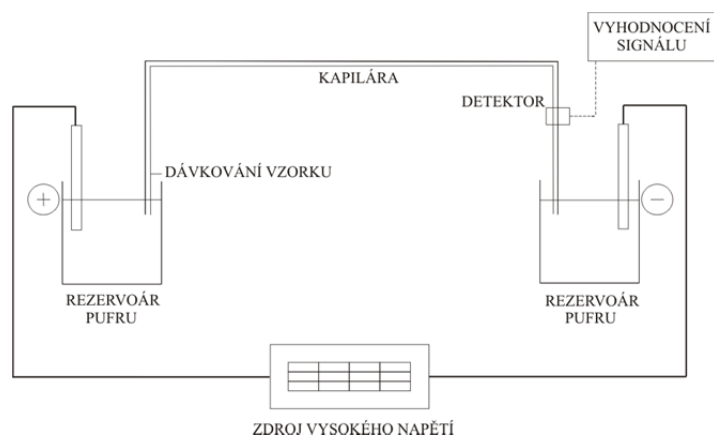 VYHODNOCENÍ
SIGNÁLU
KAPILÁRA
DETEKTOR
DÁVKOVÁNÍ VZORKU
+
−
REZERVOÁR
PUFRU
REZERVOÁR
PUFRU
ZDROJ VYSOKÉHO NAPĚTÍ